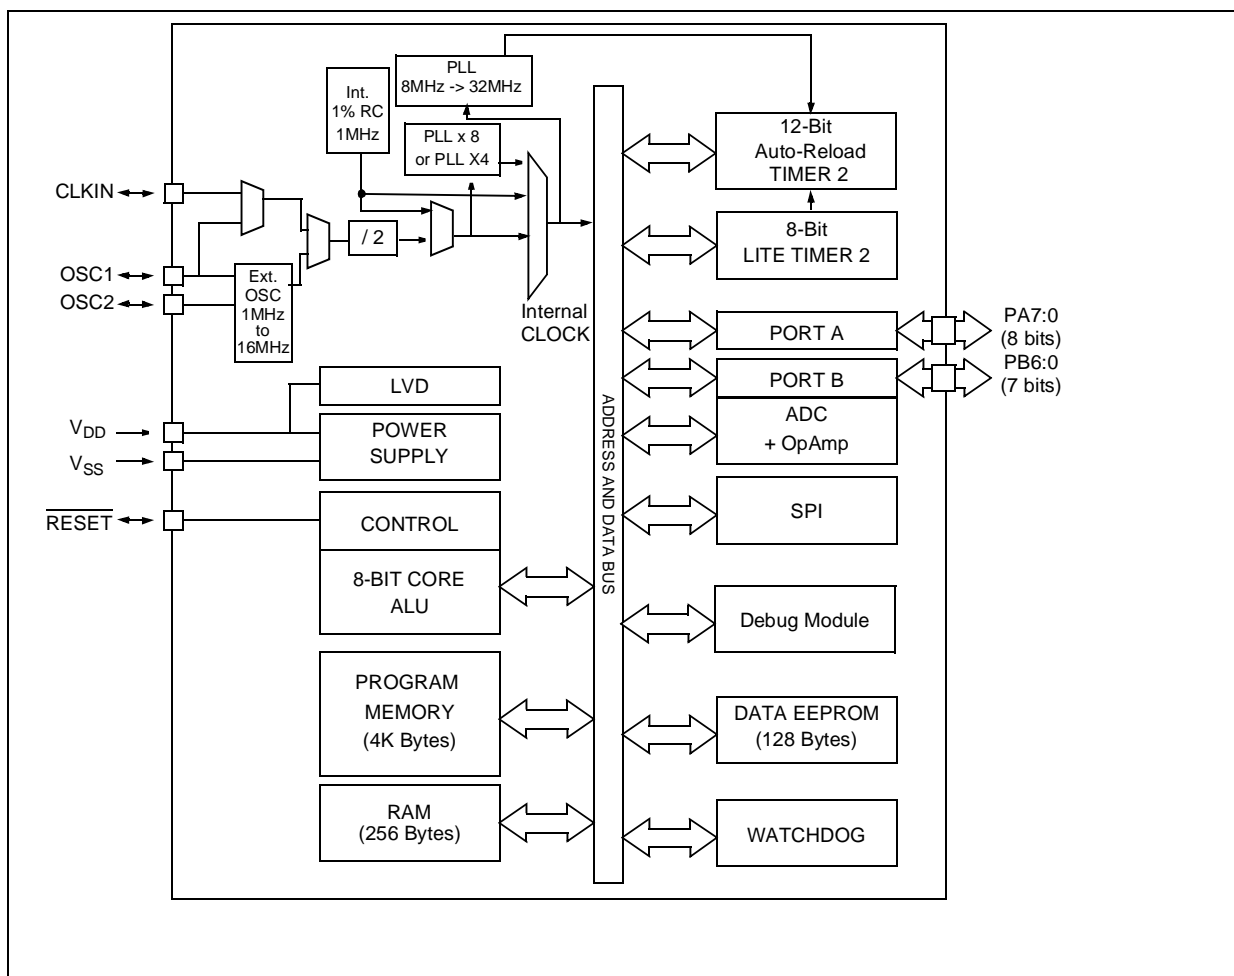 PLL
8MHz -> 32MHz
Int.
1% RC
1MHz
PLL x 8
or PLL X4
CLKIN
/ 2
OSC1
OSC2
Ext.
OSC
1MHz
to
16MHz
Internal
CLOCK
LVD
VDD
VSS
POWER
SUPPLY
RESET
CONTROL
8-BIT CORE
ALU
PROGRAM
MEMORY
(4K Bytes)
RAM
(256 Bytes)
ADDRESS AND DATA BUS
12-Bit
Auto-Reload
TIMER 2
8-Bit
LITE TIMER 2
PORT A
PA7:0
(8 bits)
PORT B
PB6:0
(7 bits)
ADC
+ OpAmp
SPI
Debug Module
DATA EEPROM
(128 Bytes)
WATCHDOG